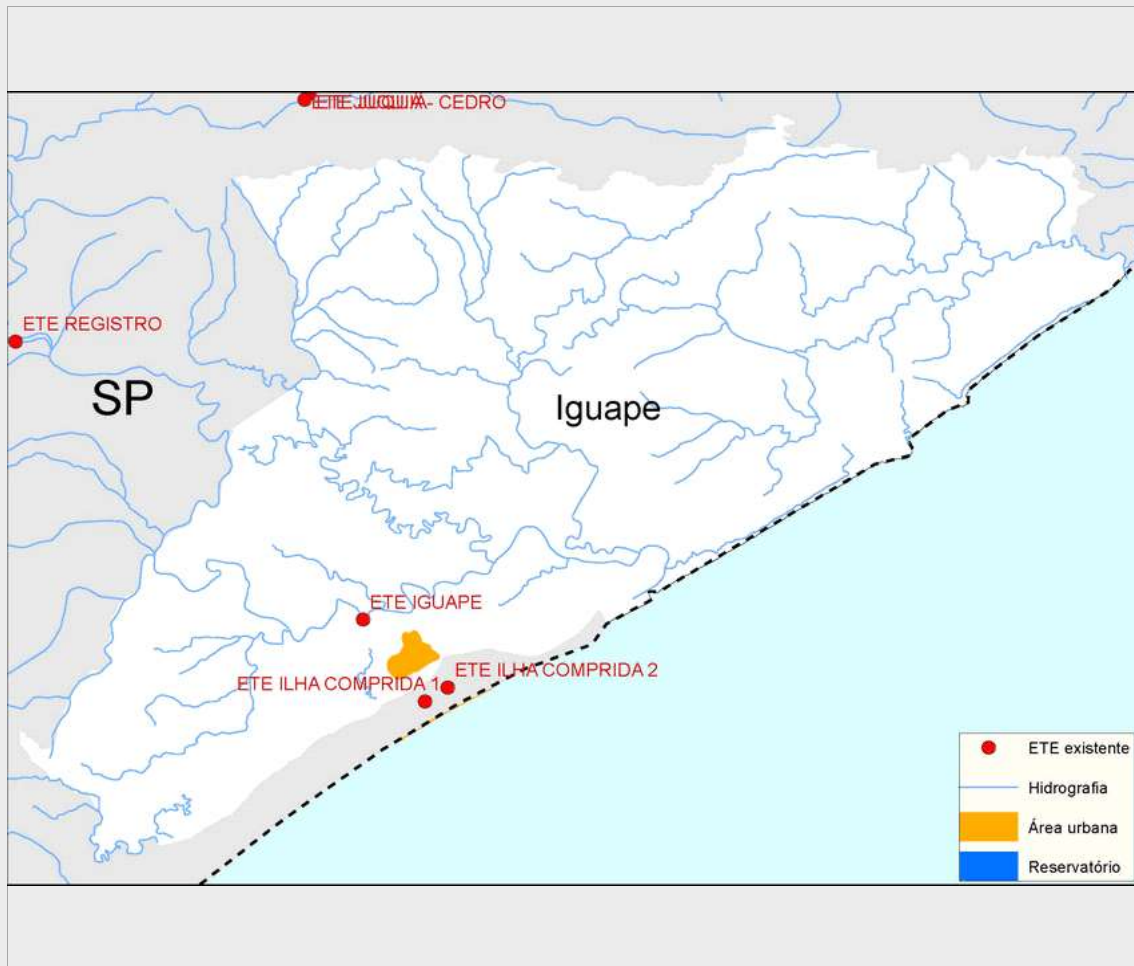 - CEDRO
ETE REGISTRO
SP
Iguape
ETE IGUAPE
ETE ILHA COMPRIDA 2
ETE ILHA COMPRIDA 1
ETE existente
Hidrografia
Área urbana
Reservatório